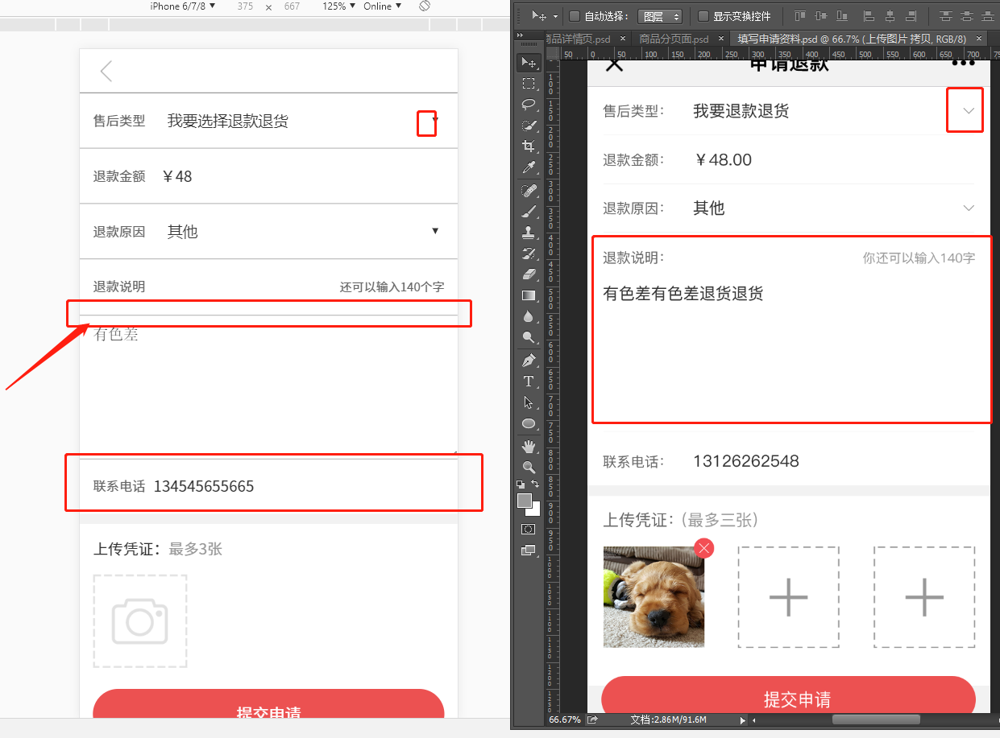 iPhone 6/7/8 ▼ 375 × 667 125% ▼ Online ▼
售后类型 我要选择退款退货
退款金额 ￥48
退款原因 其他 ▼
退款说明 还可以输入140个字
有色差
联系电话 134545655665
上传凭证：最多3张
提交申请
自动选择： 图层 显示变换控件
商品详情页.psd × 商品分页面.psd × 填写申请资料.psd @ 66.7% (上传图片 拷贝, RGB/8) ×
50 0 50 100 150 200 250 300 350 400 450 500 550 600 650 700 75
申请退款
售后类型： 我要退款退货
退款金额： ￥48.00
退款原因： 其他
退款说明： 你还可以输入140字
有色差有色差退货退货
联系电话： 13126262548
上传凭证：（最多三张）
提交申请
66.67% 文档:2.86M/91.6M